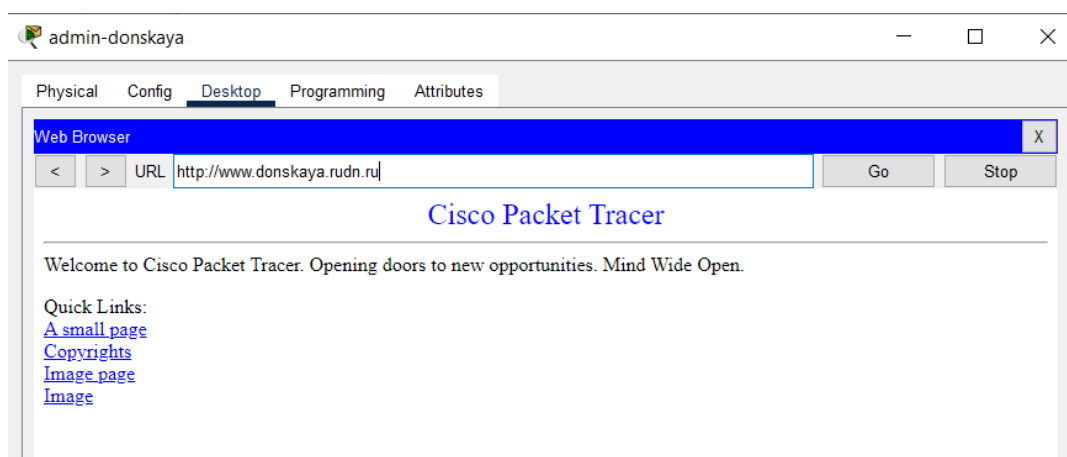 admin-donskaya
Physical Config Desktop Programming Attributes
Web Browser X
< > URL http://www.donskaya.rudn.ru Go Stop
Cisco Packet Tracer
Welcome to Cisco Packet Tracer. Opening doors to new opportunities. Mind Wide Open.
Quick Links:
A small page
Copyrights
Image page
Image